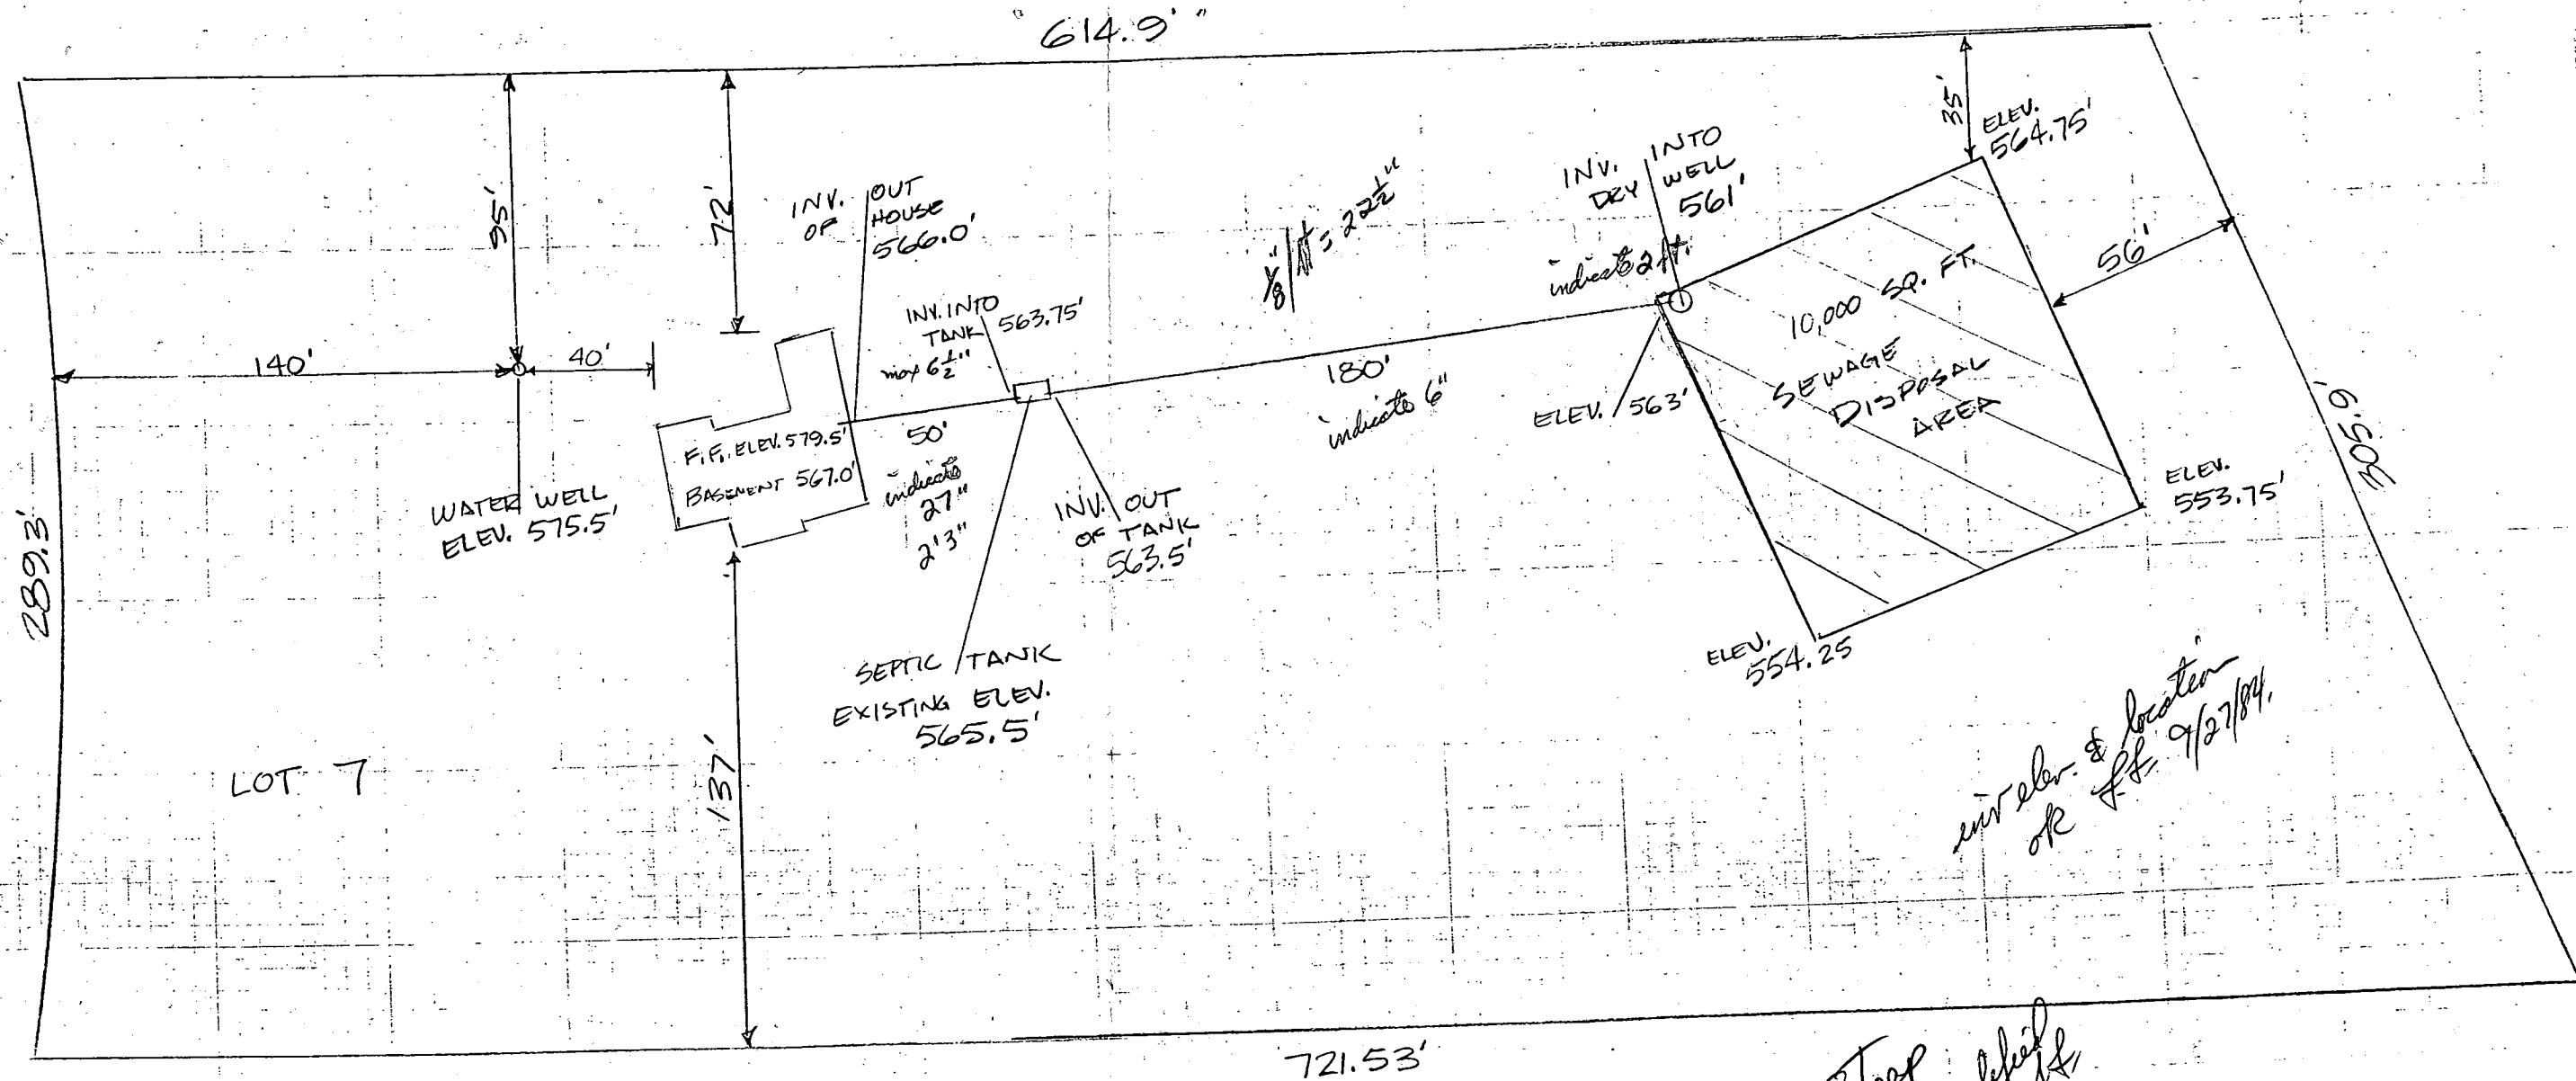 614.9'
95'
72'
35'
INV. OUT
OF HOUSE
566.0'
INV. INTO
TANK 563.75'
max 6½"
⅛"/ft = 22½"
INV. INTO
DRY WELL
561'
indicate 2 ft.
ELEV.
564.75'
56'
10,000 SQ. FT.
SEWAGE
DISPOSAL
AREA
140'
40'
180'
indicate 6"
ELEV. 563'
F.F. ELEV. 579.5'
BASEMENT 567.0'
50'
indicate
27"
2'3"
WATER WELL
ELEV. 575.5'
INV. OUT
OF TANK
563.5'
ELEV.
553.75'
305.9'
289.3'
SEPTIC TANK
EXISTING ELEV.
565.5'
ELEV.
554.25
137'
LOT 7
inv elev. & location
ok 9/27/84.
721.53'